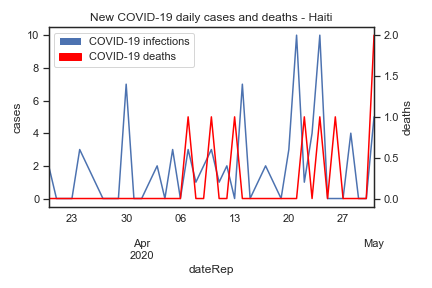 New COVID-19 daily cases and deaths - Haiti
COVID-19 infections
COVID-19 deaths
cases
10
8
6
4
2
0
deaths
2.0
1.5
1.0
0.5
0.0
23 30 06 13 20 27
Apr May
2020
dateRep